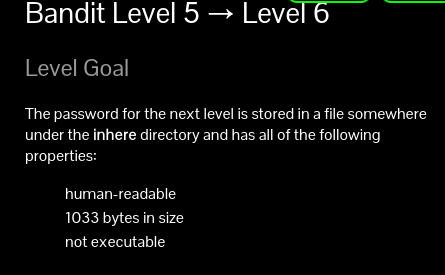 Bandit Level 5 → Level 6
Level Goal
The password for the next level is stored in a file somewhere
under the inhere directory and has all of the following
properties:
human-readable
1033 bytes in size
not executable